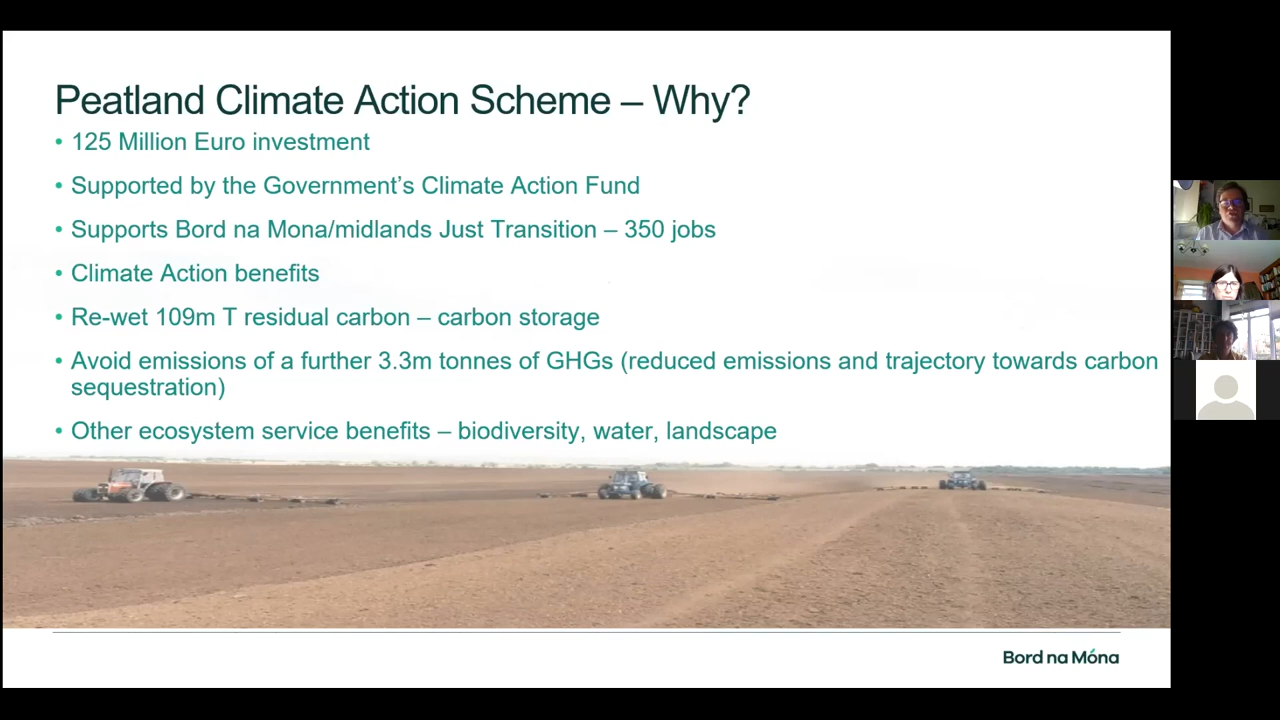 Peatland Climate Action Scheme – Why?
• 125 Million Euro investment
• Supported by the Government’s Climate Action Fund
• Supports Bord na Mona/midlands Just Transition – 350 jobs
• Climate Action benefits
• Re-wet 109m T residual carbon – carbon storage
• Avoid emissions of a further 3.3m tonnes of GHGs (reduced emissions and trajectory towards carbon
sequestration)
• Other ecosystem service benefits – biodiversity, water, landscape
Bord na Móna